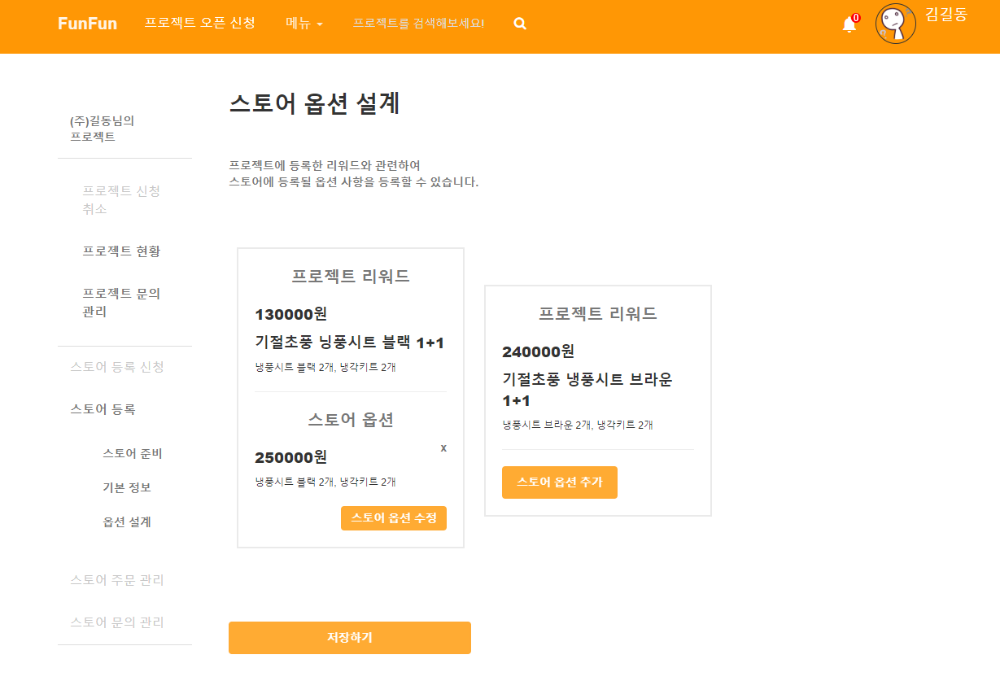 FunFun 프로젝트 오픈 신청 메뉴 프로젝트를 검색해보세요! 0 김길동
(주)길동님의
프로젝트
프로젝트 신청
취소
프로젝트 현황
프로젝트 문의
관리
스토어 등록 신청
스토어 등록
스토어 준비
기본 정보
옵션 설계
스토어 주문 관리
스토어 문의 관리
스토어 옵션 설계
프로젝트에 등록한 리워드와 관련하여
스토어에 등록될 옵션 사항을 등록할 수 있습니다.
프로젝트 리워드
130000원
기절초풍 닝풍시트 블랙 1+1
냉풍시트 블랙 2개, 냉각키트 2개
스토어 옵션
x
250000원
냉풍시트 블랙 2개, 냉각키트 2개
스토어 옵션 수정
프로젝트 리워드
240000원
기절초풍 냉풍시트 브라운
1+1
냉풍시트 브라운 2개, 냉각키트 2개
스토어 옵션 추가
저장하기